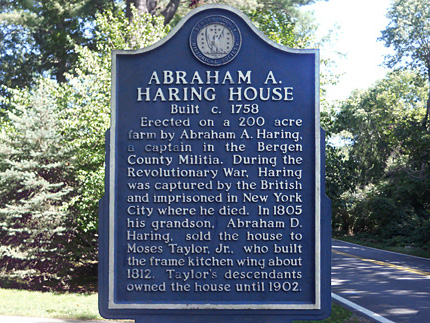 ABRAHAM A.
HARING HOUSE
Built c. 1758
Erected on a 200 acre
farm by Abraham A. Haring,
a captain in the Bergen
County Militia. During the
Revolutionary War, Haring
was captured by the British
and imprisoned in New York
City where he died. In 1805
his grandson, Abraham D.
Haring, sold the house to
Moses Taylor, Jr., who built
the frame kitchen wing about
1812. Taylor's descendants
owned the house until 1902.